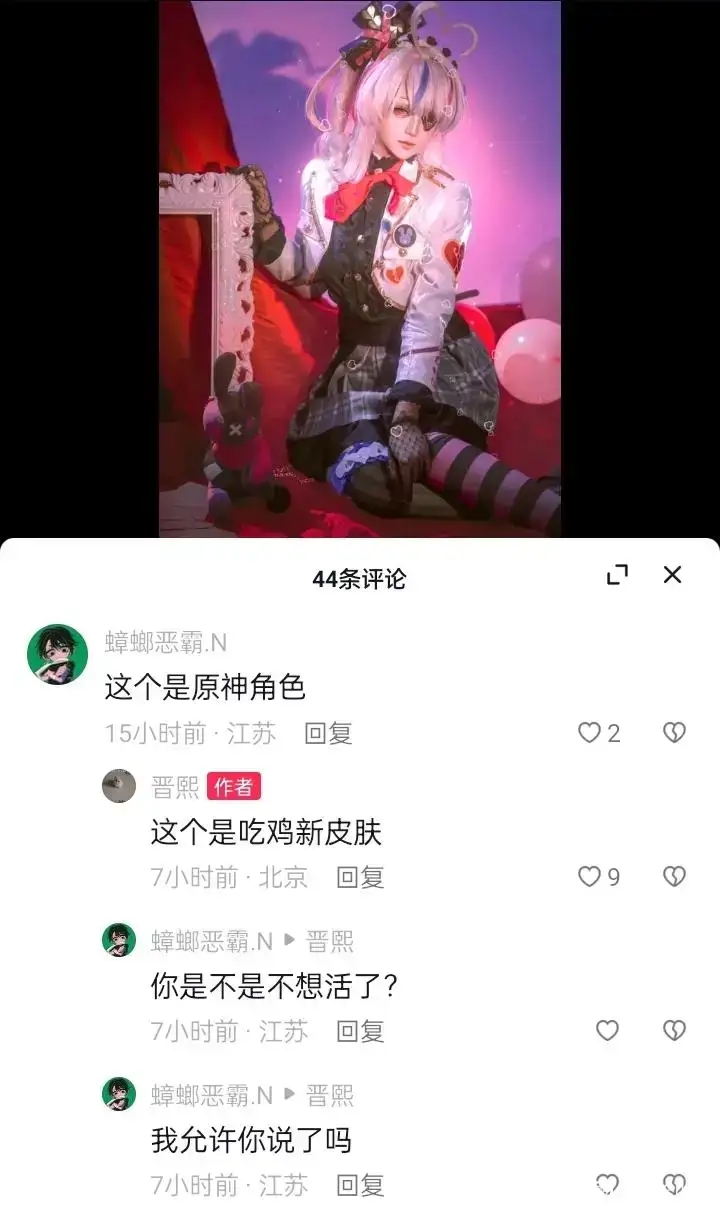 44条评论
蟑螂恶霸.N
这个是原神角色
15小时前 · 江苏 回复
2
晋熙 作者
这个是吃鸡新皮肤
7小时前 · 北京 回复
9
蟑螂恶霸.N ▶ 晋熙
你是不是不想活了?
7小时前 · 江苏 回复
蟑螂恶霸.N ▶ 晋熙
我允许你说了吗
7小时前 · 江苏 回复